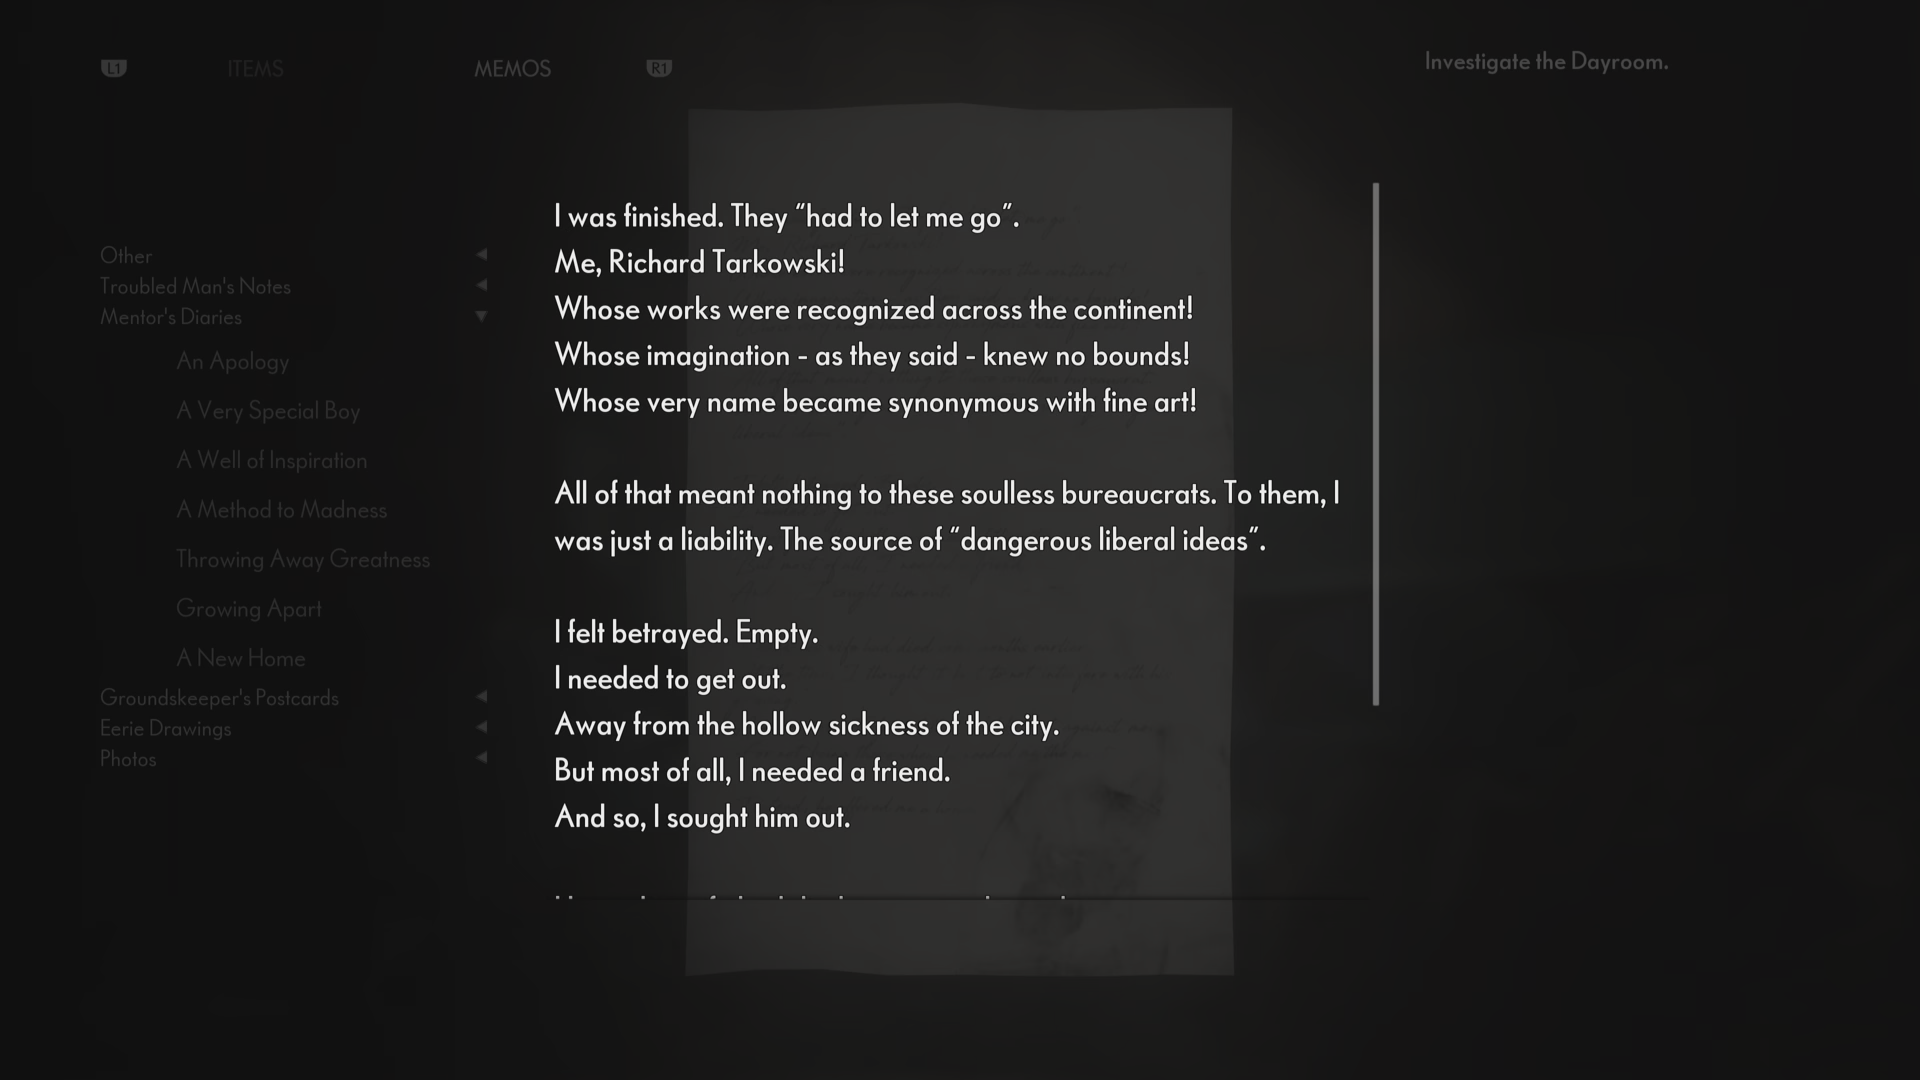 L1
ITEMS
MEMOS
R1
Investigate the Dayroom.
Other
Troubled Man's Notes
Mentor's Diaries
An Apology
A Very Special Boy
A Well of Inspiration
A Method to Madness
Throwing Away Greatness
Growing Apart
A New Home
Groundskeeper's Postcards
Eerie Drawings
Photos
I was finished. They "had to let me go".
Me, Richard Tarkowski!
Whose works were recognized across the continent!
Whose imagination - as they said - knew no bounds!
Whose very name became synonymous with fine art!
All of that meant nothing to these soulless bureaucrats. To them, I
was just a liability. The source of "dangerous liberal ideas".
I felt betrayed. Empty.
I needed to get out.
Away from the hollow sickness of the city.
But most of all, I needed a friend.
And so, I sought him out.